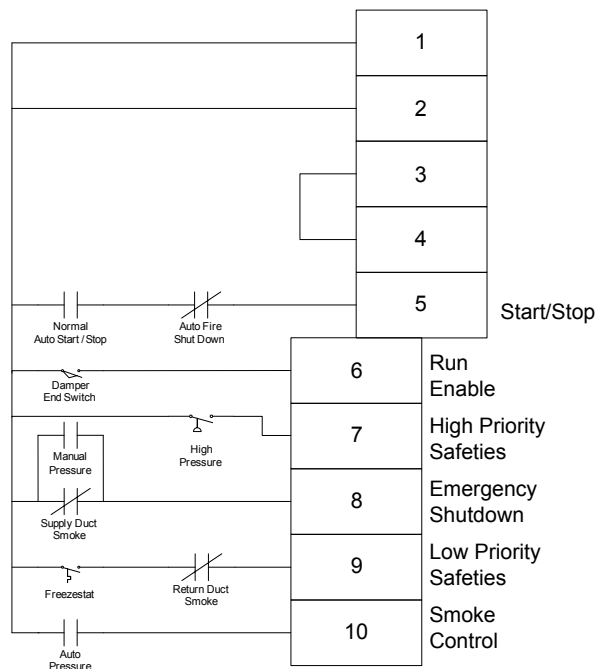 1
2
3
4
5
Start/Stop
Normal
Auto Start / Stop
Auto Fire
Shut Down
6
Run
Enable
Damper
End Switch
7
High Priority
Safeties
Manual
Pressure
High
Pressure
8
Emergency
Shutdown
Supply Duct
Smoke
9
Low Priority
Safeties
Freezestat
Return Duct
Smoke
10
Smoke
Control
Auto
Pressure